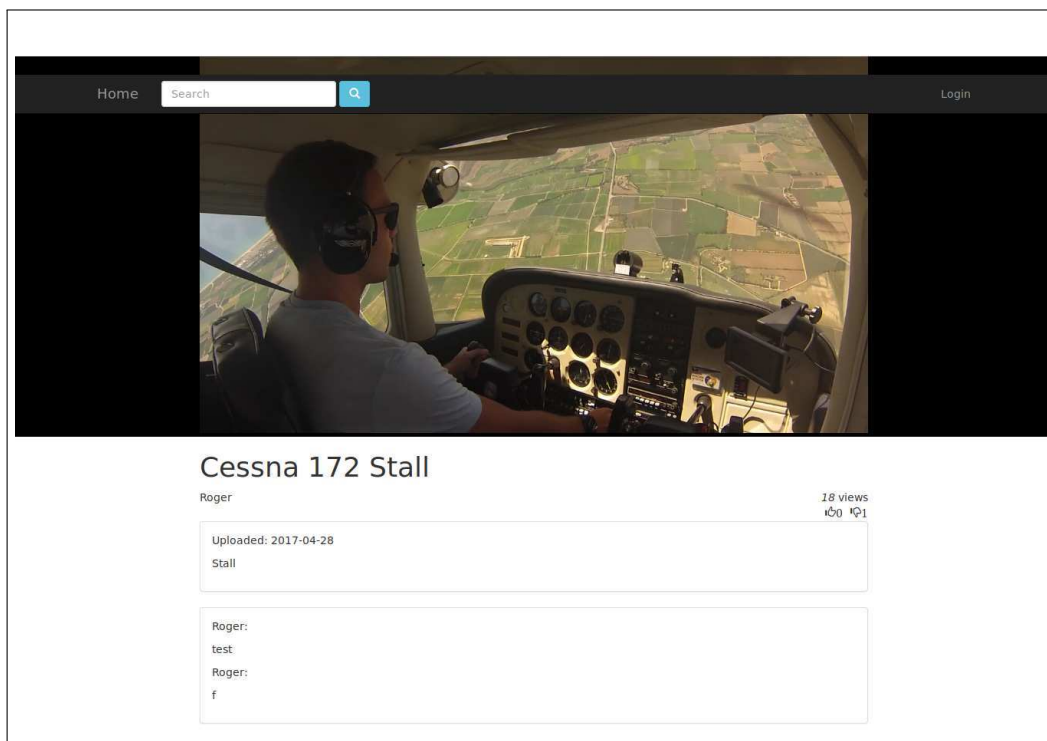 Home Search Login
Cessna 172 Stall
Roger 18 views
0 1
Uploaded: 2017-04-28
Stall
Roger:
test
Roger:
f